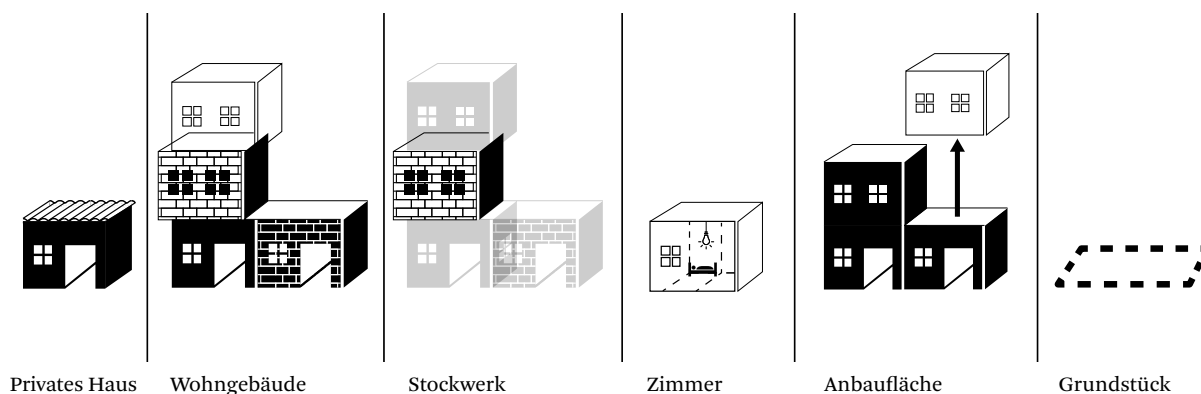 Privates Haus
Wohngebäude
Stockwerk
Zimmer
Anbaufläche
Grundstück